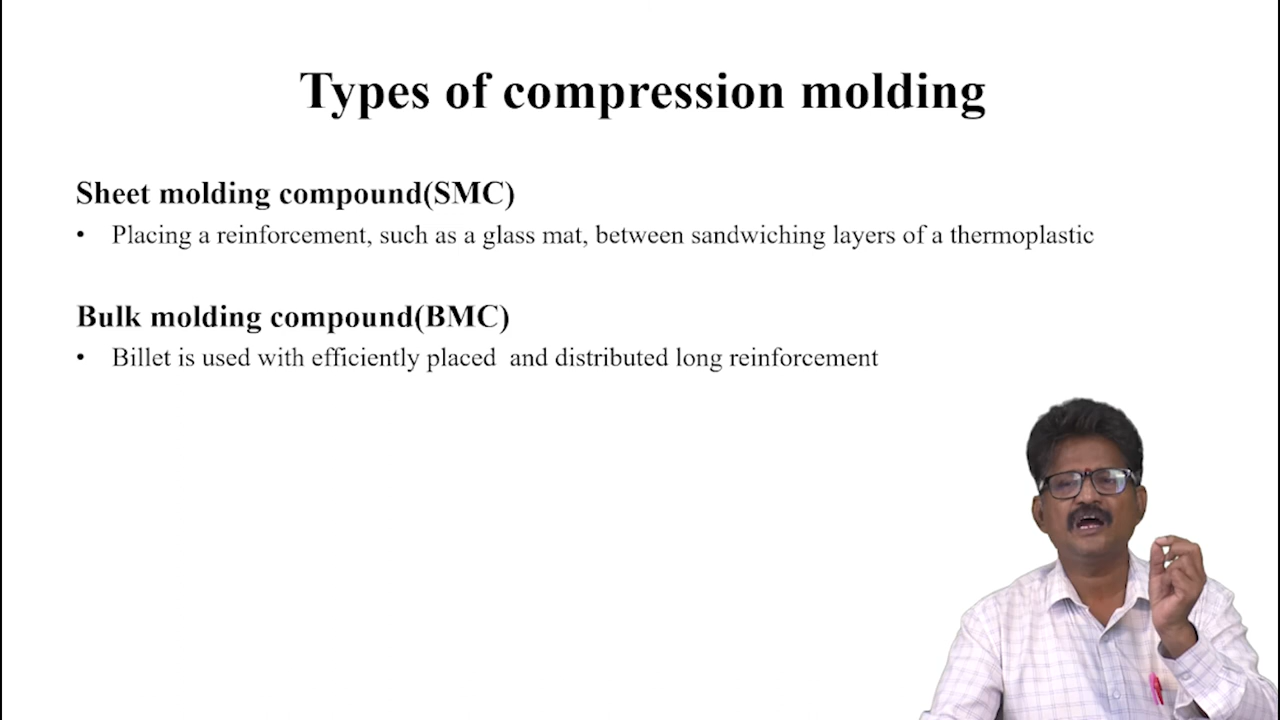 Types of compression molding
Sheet molding compound(SMC)
• Placing a reinforcement, such as a glass mat, between sandwiching layers of a thermoplastic
Bulk molding compound(BMC)
• Billet is used with efficiently placed and distributed long reinforcement